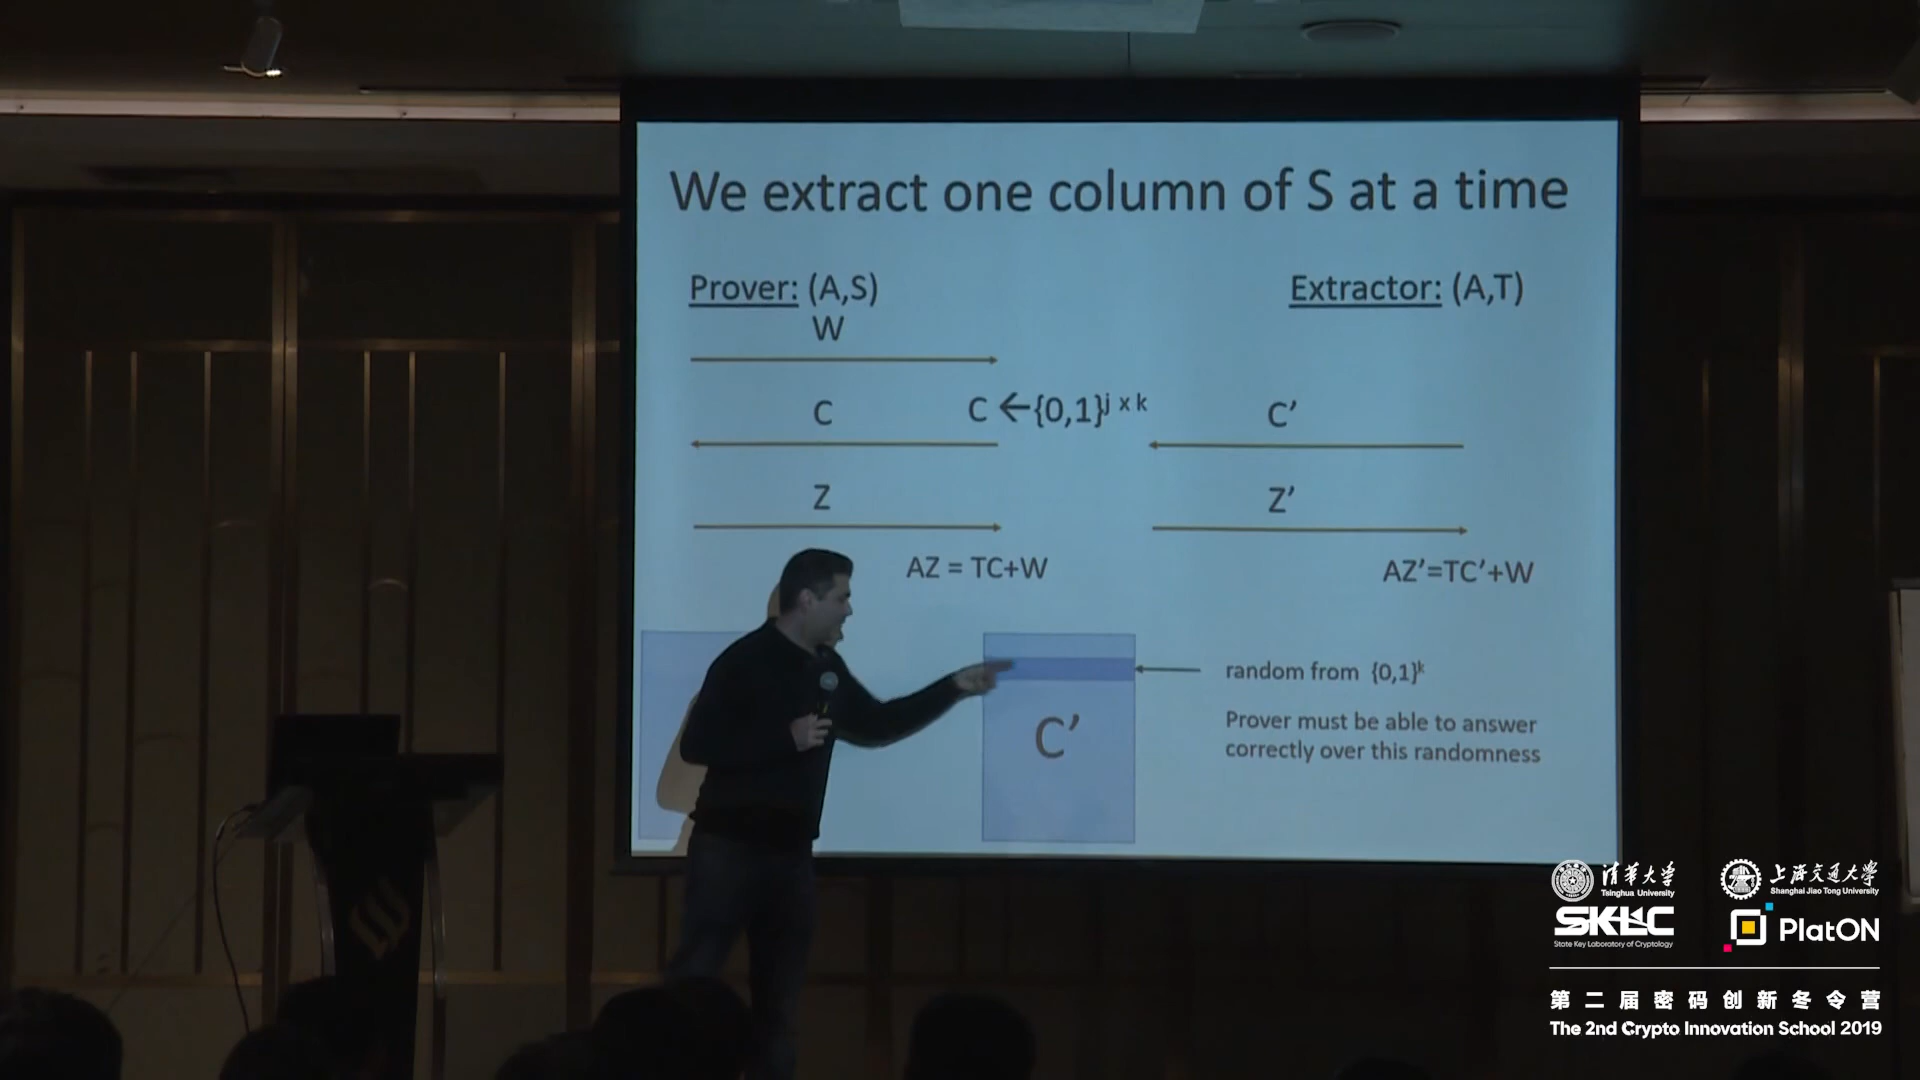 We extract one column of S at a time
Prover: (A,S)
Extractor: (A,T)
W
C
C ←{0,1}ʲ ˣ ᵏ
C’
Z
Z’
AZ = TC+W
AZ’=TC’+W
C’
random from {0,1}ᵏ
Prover must be able to answer
correctly over this randomness
清华大学
Tsinghua University
上海交通大学
Shanghai Jiao Tong University
SKLC
State Key Laboratory of Cryptology
PlatON
第二届密码创新冬令营
The 2nd Crypto Innovation School 2019